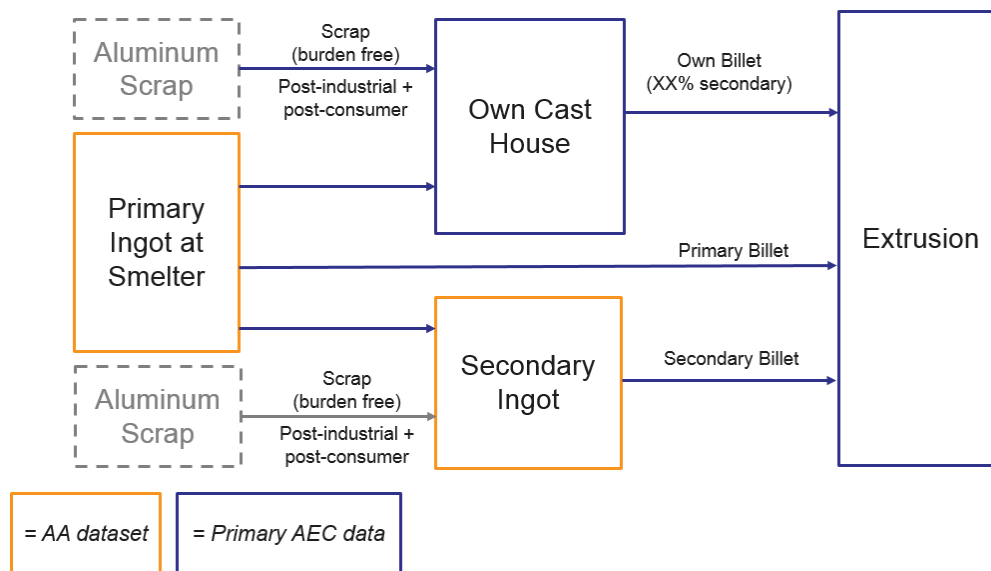 Aluminum
Scrap
Scrap
(burden free)
Post-industrial +
post-consumer
Own Cast
House
Own Billet
(XX% secondary)
Primary
Ingot at
Smelter
Primary Billet
Extrusion
Aluminum
Scrap
Scrap
(burden free)
Post-industrial +
post-consumer
Secondary
Ingot
Secondary Billet
= AA dataset
= Primary AEC data